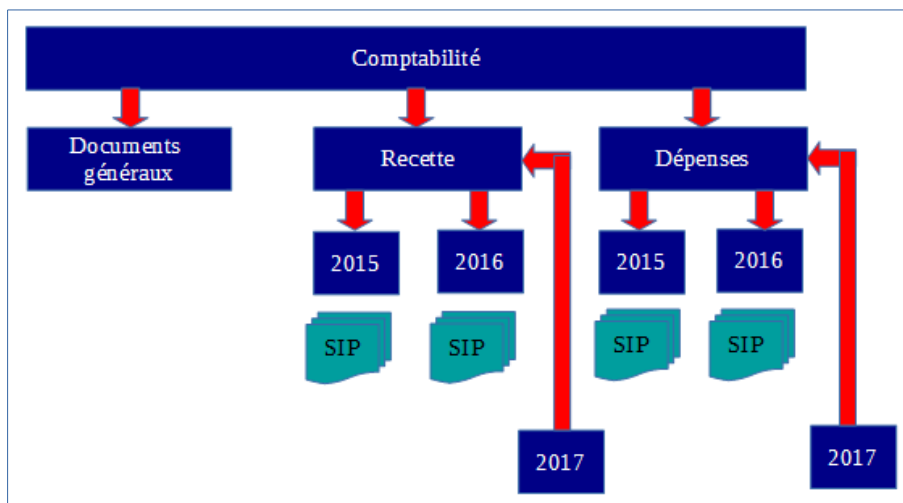 Comptabilité
Documents
généraux
Recette
Dépenses
2015
2016
2015
2016
SIP
SIP
SIP
SIP
2017
2017